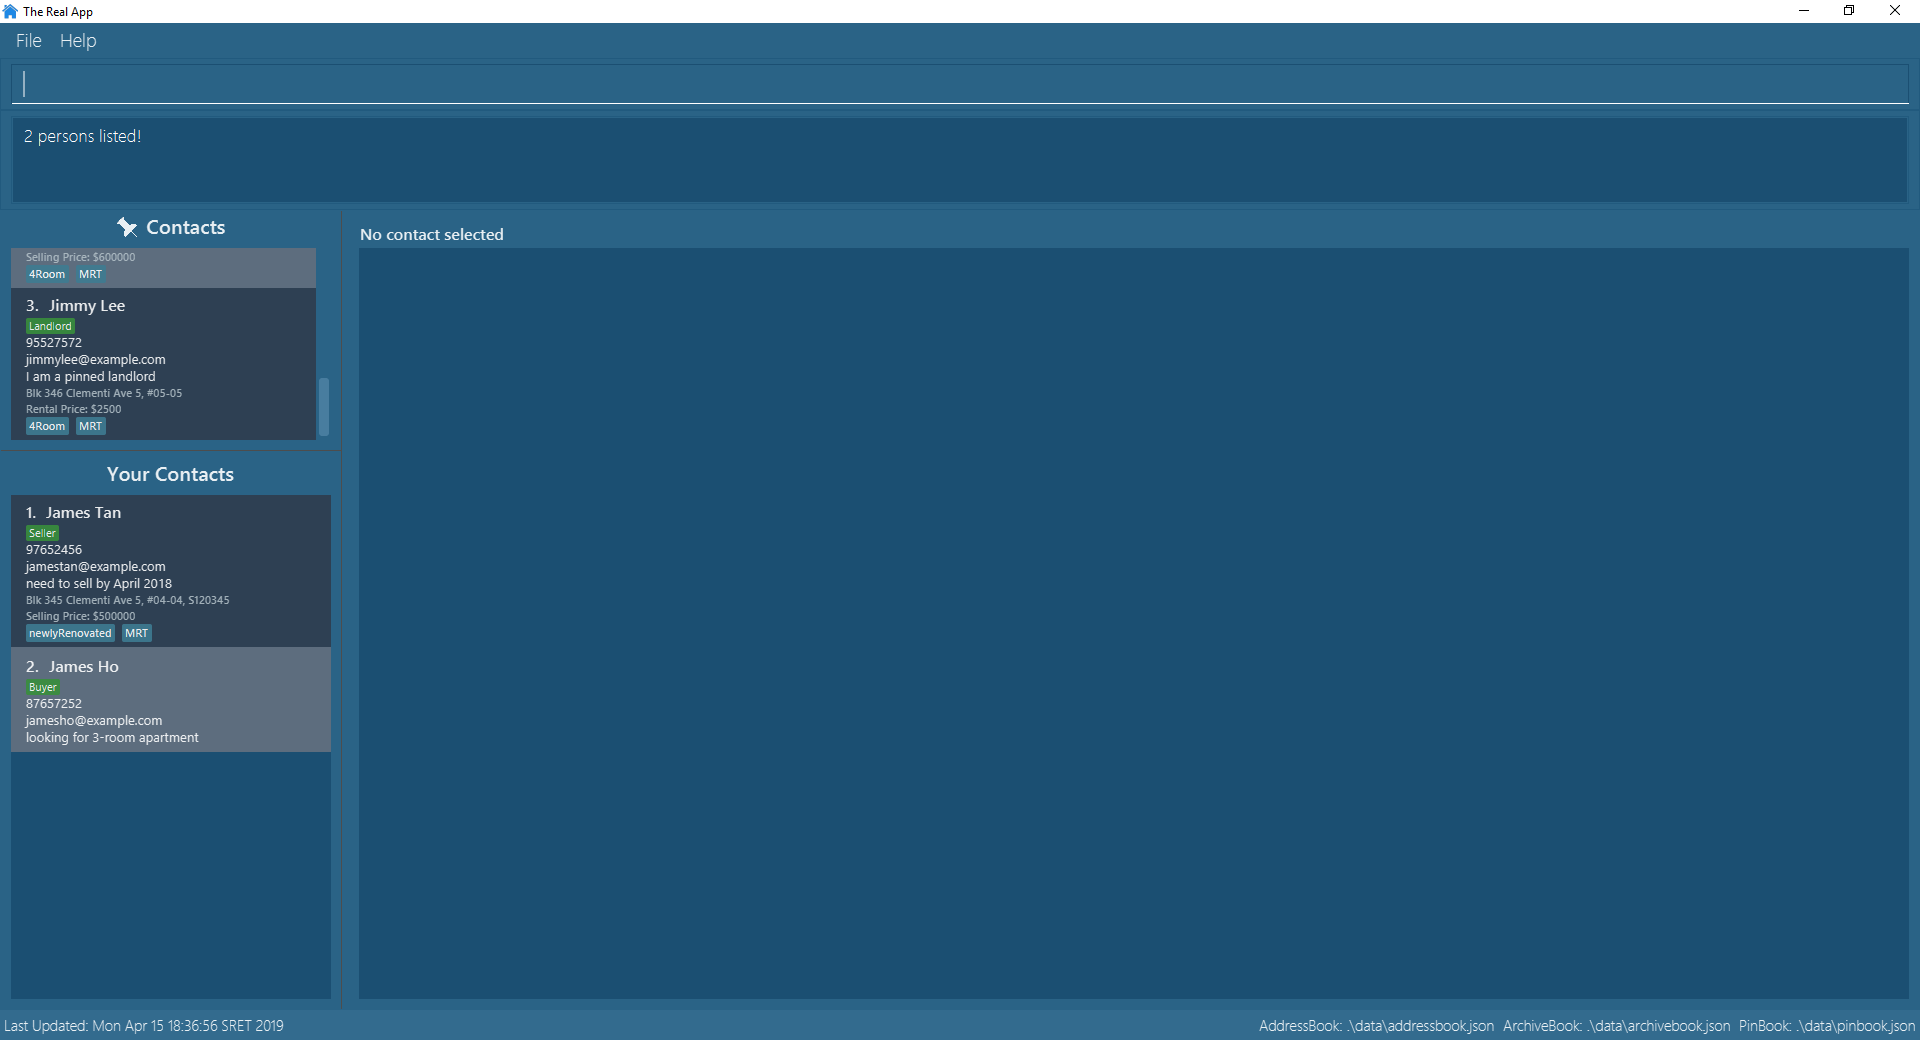 The Real App
File Help
2 persons listed!
Contacts
Selling Price: $600000
4Room MRT
3. Jimmy Lee
Landlord
95527572
jimmylee@example.com
I am a pinned landlord
Blk 346 Clementi Ave 5, #05-05
Rental Price: $2500
4Room MRT
Your Contacts
1. James Tan
Seller
97652456
jamestan@example.com
need to sell by April 2018
Blk 345 Clementi Ave 5, #04-04, S120345
Selling Price: $500000
newlyRenovated MRT
2. James Ho
Buyer
87657252
jamesho@example.com
looking for 3-room apartment
No contact selected
Last Updated: Mon Apr 15 18:36:56 SRET 2019
AddressBook: .\data\addressbook.json ArchiveBook: .\data\archivebook.json PinBook: .\data\pinbook.json